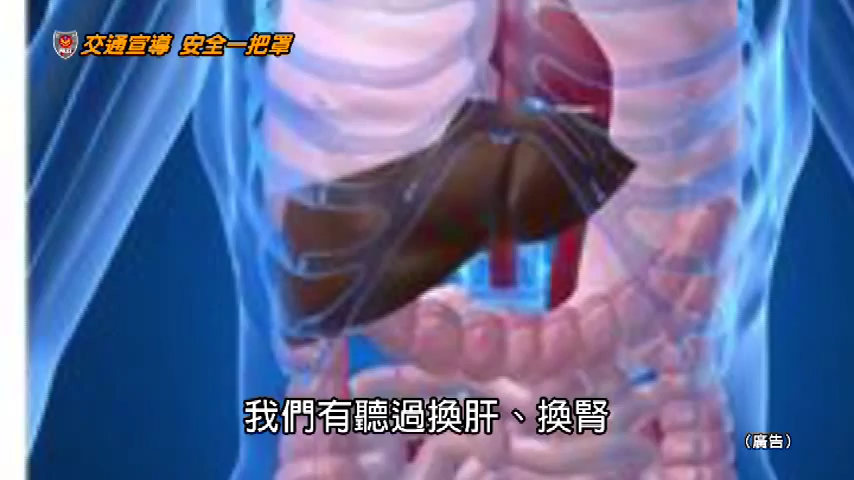 交通宣導 安全一把罩
我們有聽過換肝、換腎
（廣告）